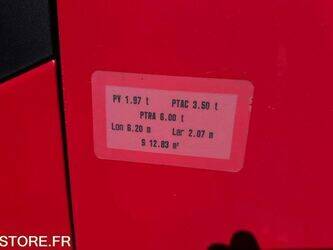 PV 1.97 t PTAC 3.50 t
PTRA 6.00 t
Lon 6.20 m Lar 2.07 m
S 12.83 m²
STORE.FR